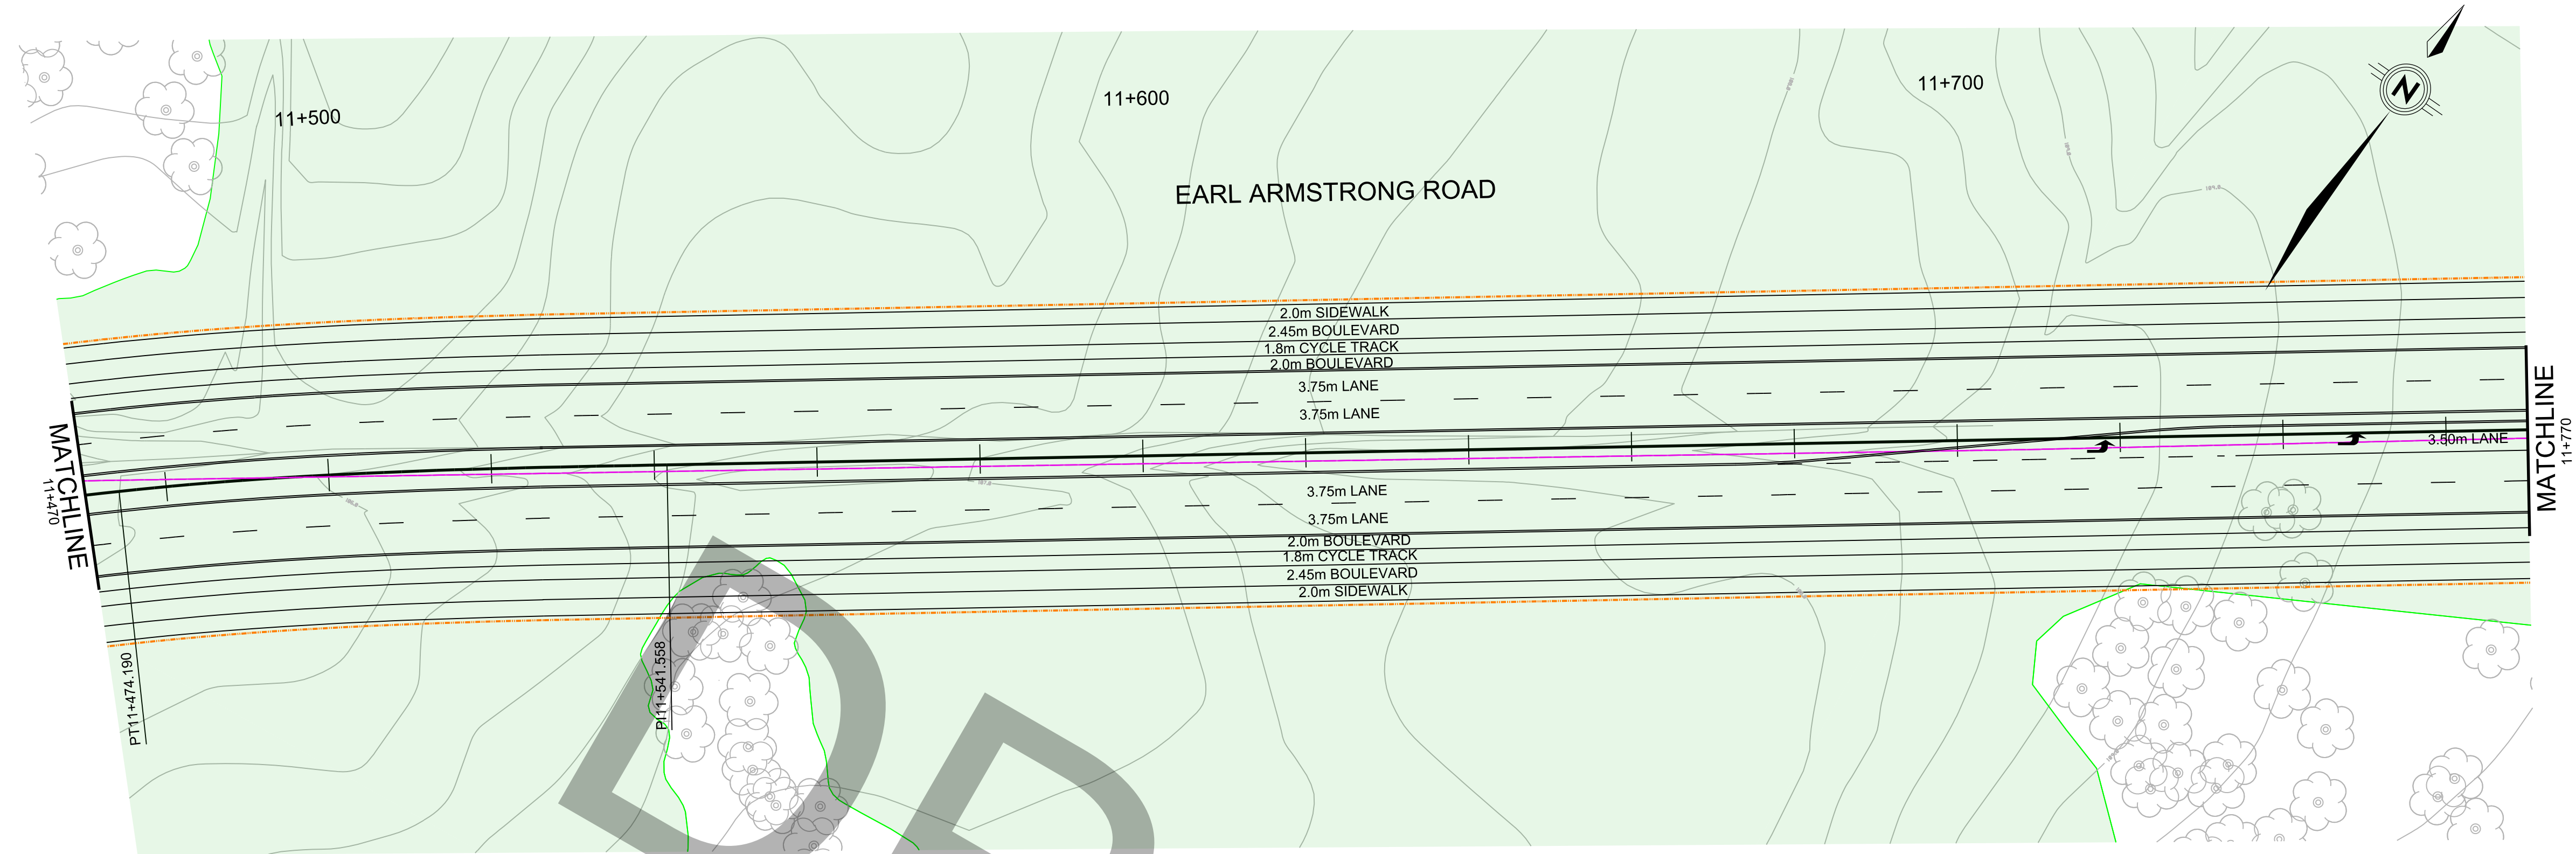 11+500
11+600
11+700
N
EARL ARMSTRONG ROAD
2.0m SIDEWALK
2.45m BOULEVARD
1.8m CYCLE TRACK
2.0m BOULEVARD
3.75m LANE
3.75m LANE
3.50m LANE
3.75m LANE
3.75m LANE
2.0m BOULEVARD
1.8m CYCLE TRACK
2.45m BOULEVARD
2.0m SIDEWALK
MATCHLINE
11+470
MATCHLINE
11+770
PT11+474.190
PI11+541.558